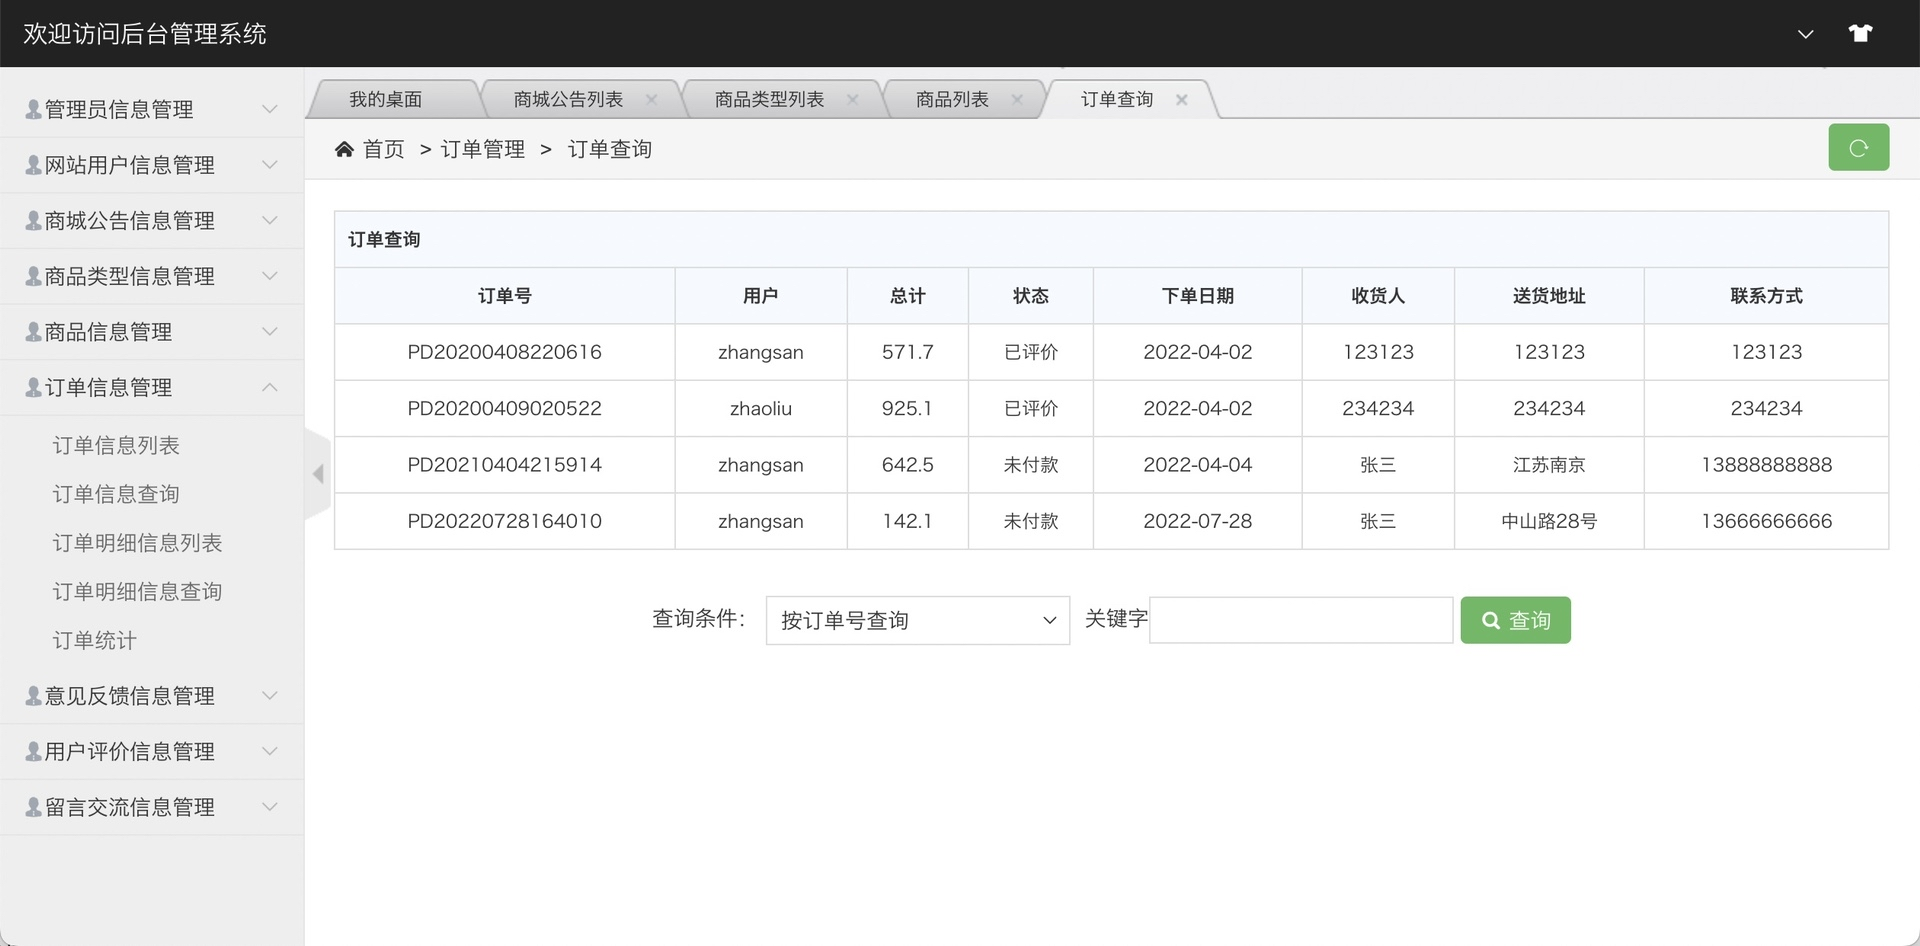 欢迎访问后台管理系统
管理员信息管理
网站用户信息管理
商城公告信息管理
商品类型信息管理
商品信息管理
订单信息管理
订单信息列表
订单信息查询
订单明细信息列表
订单明细信息查询
订单统计
意见反馈信息管理
用户评价信息管理
留言交流信息管理
我的桌面 商城公告列表 商品类型列表 商品列表 订单查询
首页 > 订单管理 > 订单查询
订单查询
订单号 用户 总计 状态 下单日期 收货人 送货地址 联系方式
PD20200408220616 zhangsan 571.7 已评价 2022-04-02 123123 123123 123123
PD20200409020522 zhaoliu 925.1 已评价 2022-04-02 234234 234234 234234
PD20210404215914 zhangsan 642.5 未付款 2022-04-04 张三 江苏南京 13888888888
PD20220728164010 zhangsan 142.1 未付款 2022-07-28 张三 中山路28号 13666666666
查询条件: 按订单号查询 关键字 查询